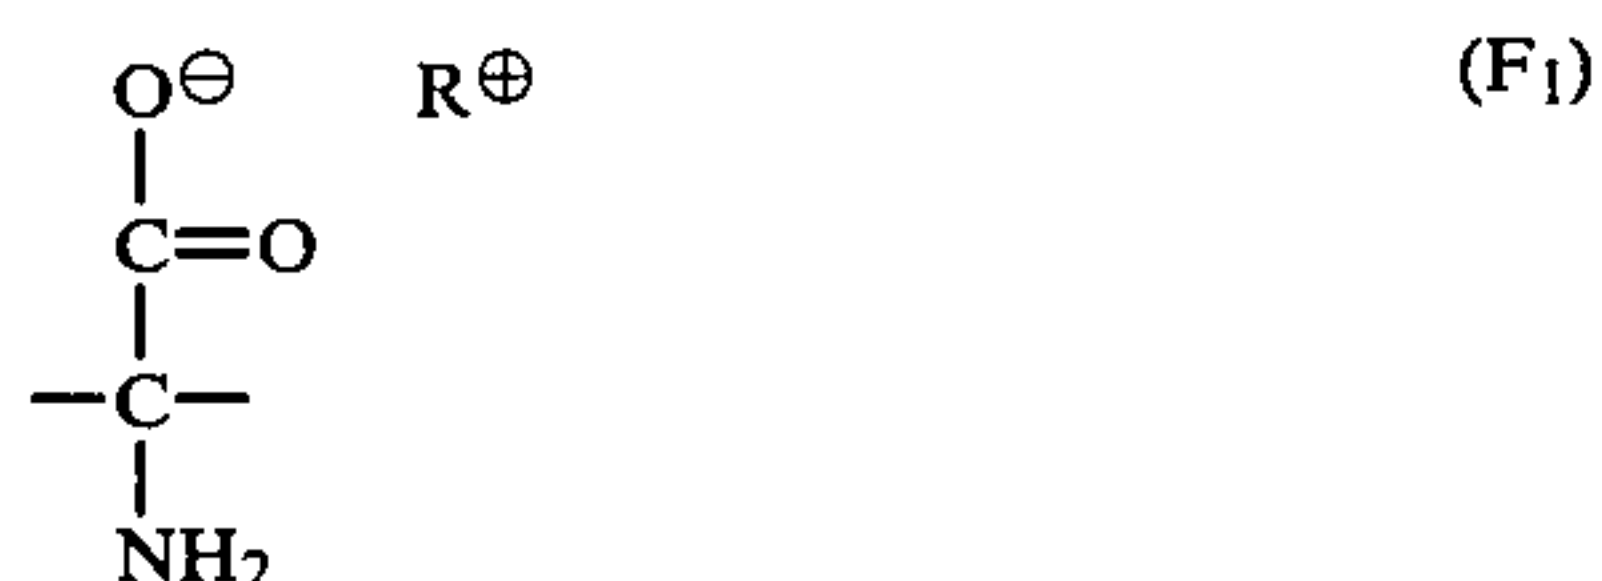 O⊖ R⊕ (F₁)
C=O
—C—
NH₂